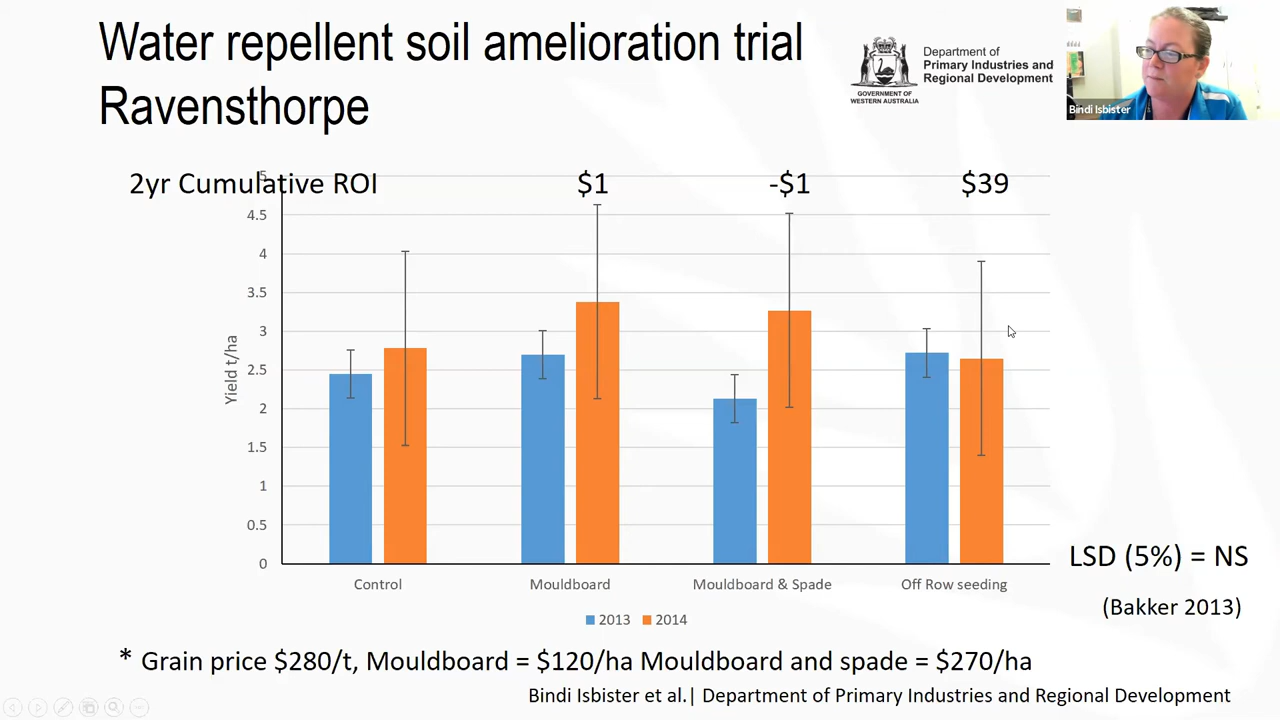 Water repellent soil amelioration trial
Ravensthorpe
GOVERNMENT OF
WESTERN AUSTRALIA
Department of
Primary Industries and
Regional Development
Bindi Isbister
2yr Cumulative ROI $1 -$1 $39
5
4.5
4
3.5
3
2.5
2
1.5
1
0.5
0
Yield t/ha
Control Mouldboard Mouldboard & Spade Off Row seeding
2013 2014
LSD (5%) = NS
(Bakker 2013)
* Grain price $280/t, Mouldboard = $120/ha Mouldboard and spade = $270/ha
Bindi Isbister et al.| Department of Primary Industries and Regional Development